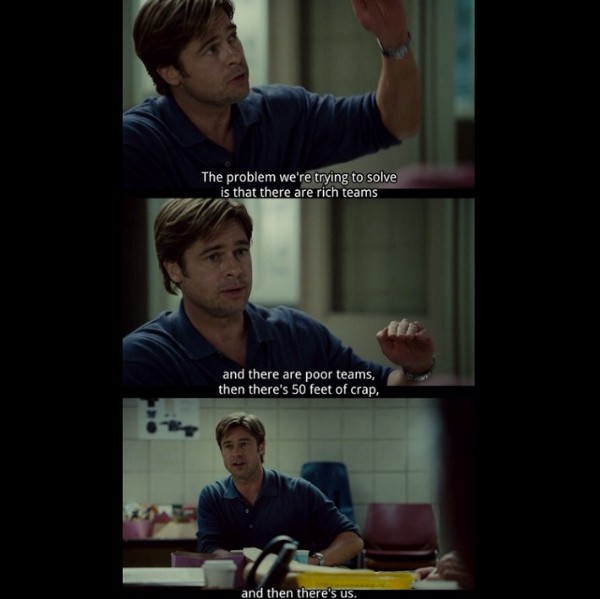 The problem we're trying to solve
is that there are rich teams
and there are poor teams,
then there's 50 feet of crap,
and then there's us.